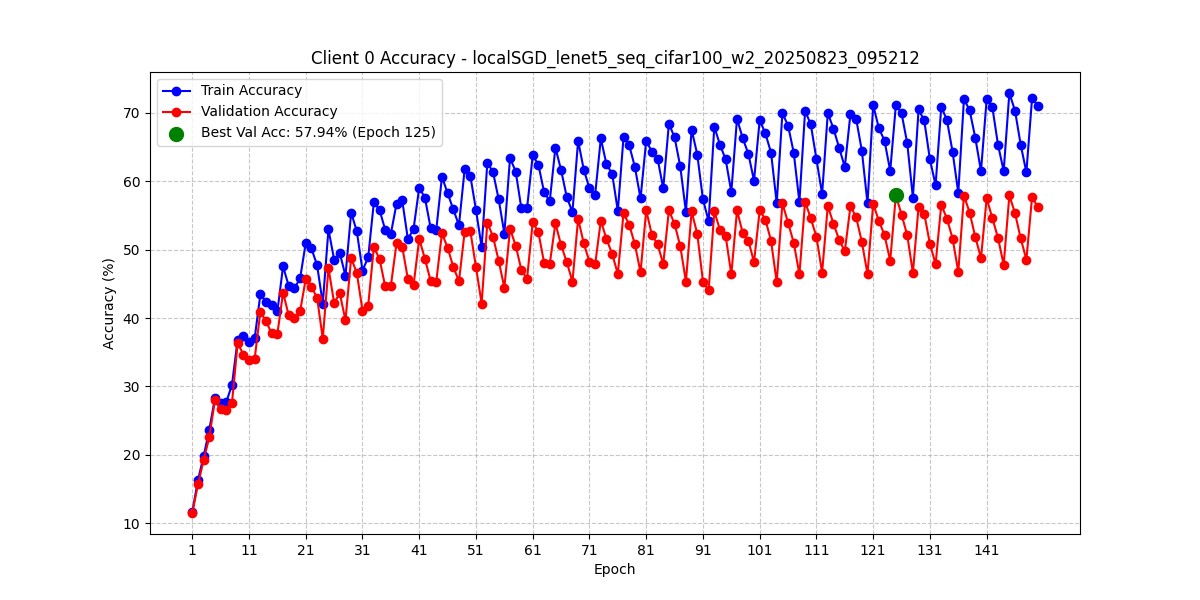 Client 0 Accuracy - localSGD_lenet5_seq_cifar100_w2_20250823_095212
Train Accuracy
Validation Accuracy
Best Val Acc: 57.94% (Epoch 125)
Accuracy (%)
70
60
50
40
30
20
10
1 11 21 31 41 51 61 71 81 91 101 111 121 131 141
Epoch